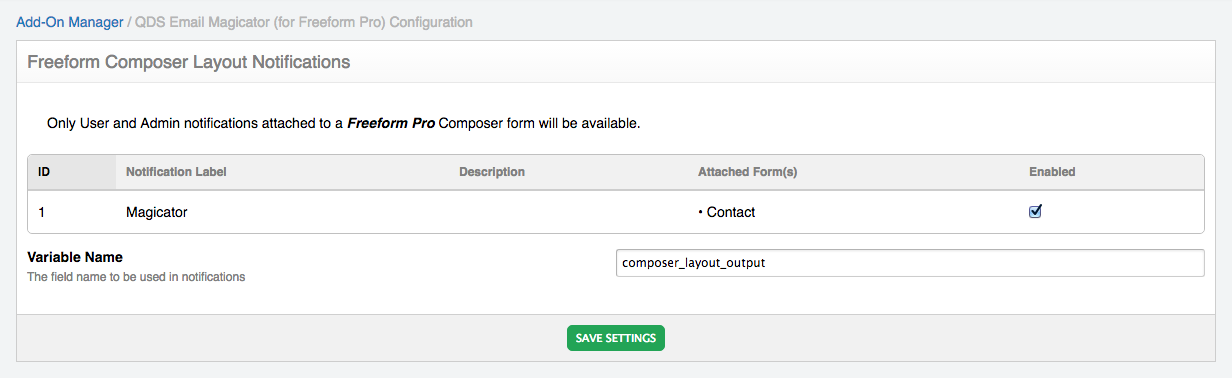 Add-On Manager / QDS Email Magicator (for Freeform Pro) Configuration
Freeform Composer Layout Notifications
Only User and Admin notifications attached to a Freeform Pro Composer form will be available.
ID Notification Label Description Attached Form(s) Enabled
1 Magicator • Contact
Variable Name
composer_layout_output
The field name to be used in notifications
SAVE SETTINGS